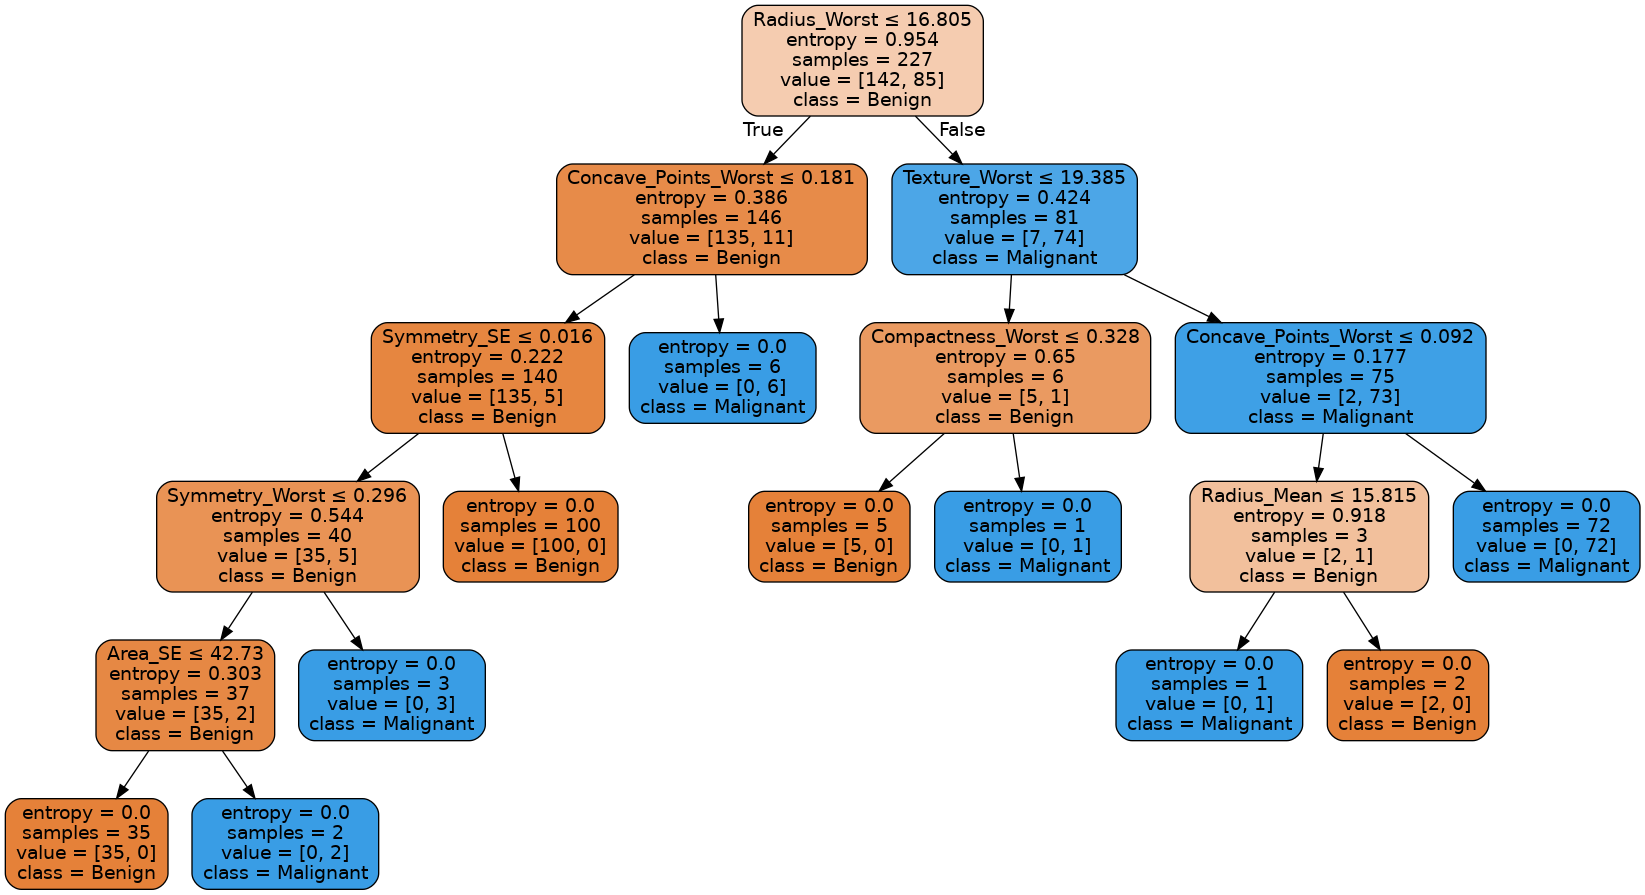 Radius_Worst ≤ 16.805
entropy = 0.954
samples = 227
value = [142, 85]
class = Benign
True
False
Concave_Points_Worst ≤ 0.181
entropy = 0.386
samples = 146
value = [135, 11]
class = Benign
Texture_Worst ≤ 19.385
entropy = 0.424
samples = 81
value = [7, 74]
class = Malignant
Symmetry_SE ≤ 0.016
entropy = 0.222
samples = 140
value = [135, 5]
class = Benign
entropy = 0.0
samples = 6
value = [0, 6]
class = Malignant
Compactness_Worst ≤ 0.328
entropy = 0.65
samples = 6
value = [5, 1]
class = Benign
Concave_Points_Worst ≤ 0.092
entropy = 0.177
samples = 75
value = [2, 73]
class = Malignant
Symmetry_Worst ≤ 0.296
entropy = 0.544
samples = 40
value = [35, 5]
class = Benign
entropy = 0.0
samples = 100
value = [100, 0]
class = Benign
entropy = 0.0
samples = 5
value = [5, 0]
class = Benign
entropy = 0.0
samples = 1
value = [0, 1]
class = Malignant
Radius_Mean ≤ 15.815
entropy = 0.918
samples = 3
value = [2, 1]
class = Benign
entropy = 0.0
samples = 72
value = [0, 72]
class = Malignant
Area_SE ≤ 42.73
entropy = 0.303
samples = 37
value = [35, 2]
class = Benign
entropy = 0.0
samples = 3
value = [0, 3]
class = Malignant
entropy = 0.0
samples = 1
value = [0, 1]
class = Malignant
entropy = 0.0
samples = 2
value = [2, 0]
class = Benign
entropy = 0.0
samples = 35
value = [35, 0]
class = Benign
entropy = 0.0
samples = 2
value = [0, 2]
class = Malignant